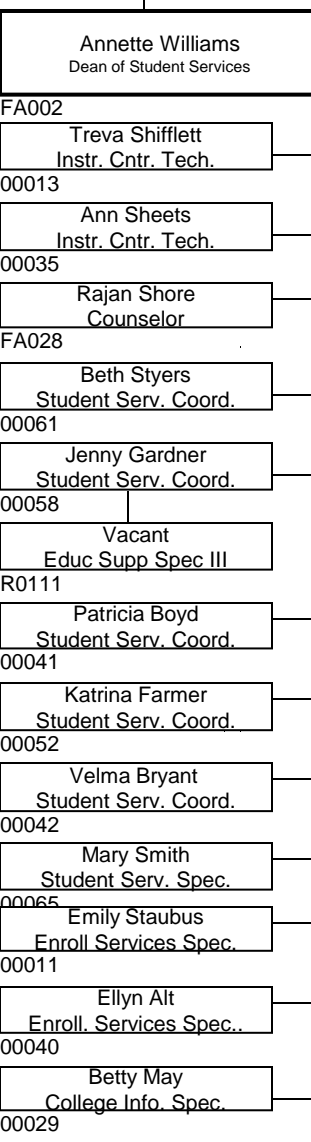 Annette Williams
Dean of Student Services
FA002
Treva Shifflett
Instr. Cntr. Tech.
00013
Ann Sheets
Instr. Cntr. Tech.
00035
Rajan Shore
Counselor
FA028
Beth Styers
Student Serv. Coord.
00061
Jenny Gardner
Student Serv. Coord.
00058
Vacant
Educ Supp Spec III
R0111
Patricia Boyd
Student Serv. Coord.
00041
Katrina Farmer
Student Serv. Coord.
00052
Velma Bryant
Student Serv. Coord.
00042
Mary Smith
Student Serv. Spec.
00065
Emily Staubus
Enroll Services Spec.
00011
Ellyn Alt
Enroll. Services Spec..
00040
Betty May
College Info. Spec.
00029